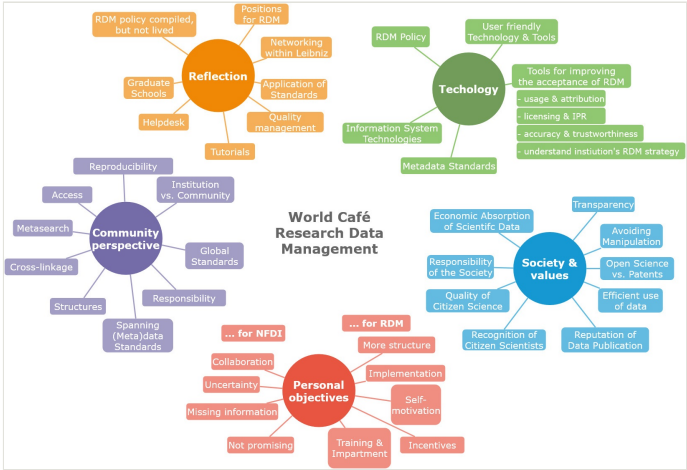 RDM policy compiled,
but not lived
Positions
for RDM
Networking
within Leibniz
Reflection
Graduate
Schools
Application of
Standards
Helpdesk
Quality
management
Tutorials
RDM Policy
User friendly
Technology & Tools
Techology
Tools for improving
the acceptance of RDM
- usage & attribution
- licensing & IPR
- accuracy & trustworthiness
- understand instiution's RDM strategy
Information System
Technologies
Metadata Standards
Reproducibility
Institution
vs. Community
Access
Metasearch
Community
perspective
Global
Standards
Cross-linkage
Structures
Responsibility
Spanning
(Meta)data
Standards
World Café
Research Data
Management
Transparency
Economic Absorption
of Scientifc Data
Avoiding
Manipulation
Responsibility
of the Society
Society &
values
Open Science
vs. Patents
Quality of
Citizen Science
Efficient use
of data
Recognition of
Citizen Scientists
Reputation of
Data Publication
... for NFDI
... for RDM
More structure
Collaboration
Implementation
Uncertainty
Personal
objectives
Self-
motivation
Missing information
Not promising
Training &
Impartment
Incentives